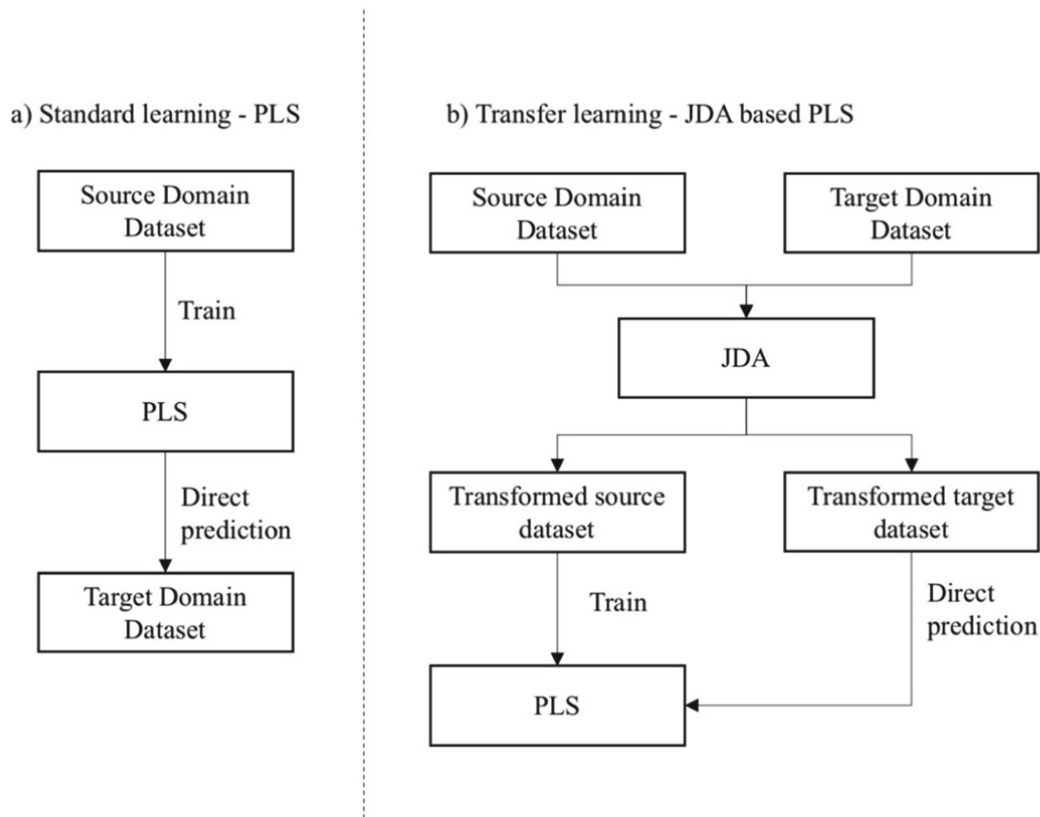 a) Standard learning - PLS
Source Domain
Dataset
Train
PLS
Direct
prediction
Target Domain
Dataset
b) Transfer learning - JDA based PLS
Source Domain
Dataset
Target Domain
Dataset
JDA
Transformed source
dataset
Transformed target
dataset
Train
Direct
prediction
PLS